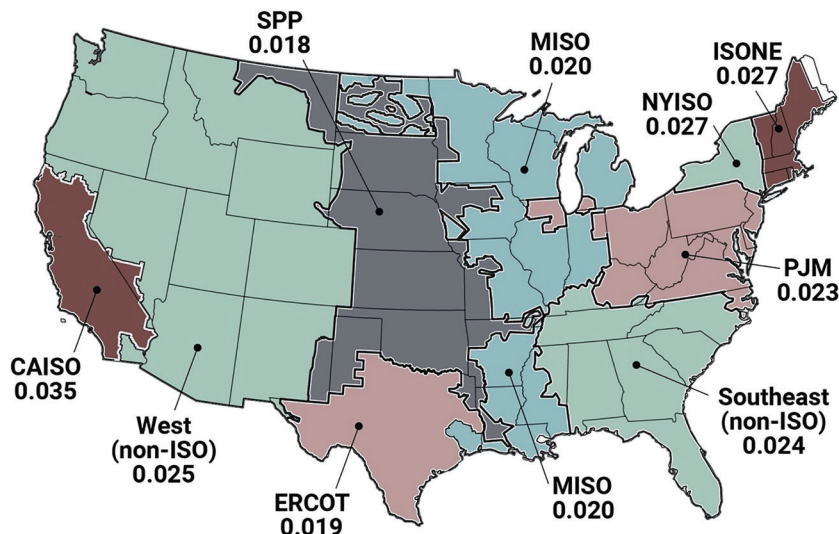 SPP
0.018
MISO
0.020
ISONE
0.027
NYISO
0.027
PJM
0.023
CAISO
0.035
West
(non-ISO)
0.025
Southeast
(non-ISO)
0.024
ERCOT
0.019
MISO
0.020